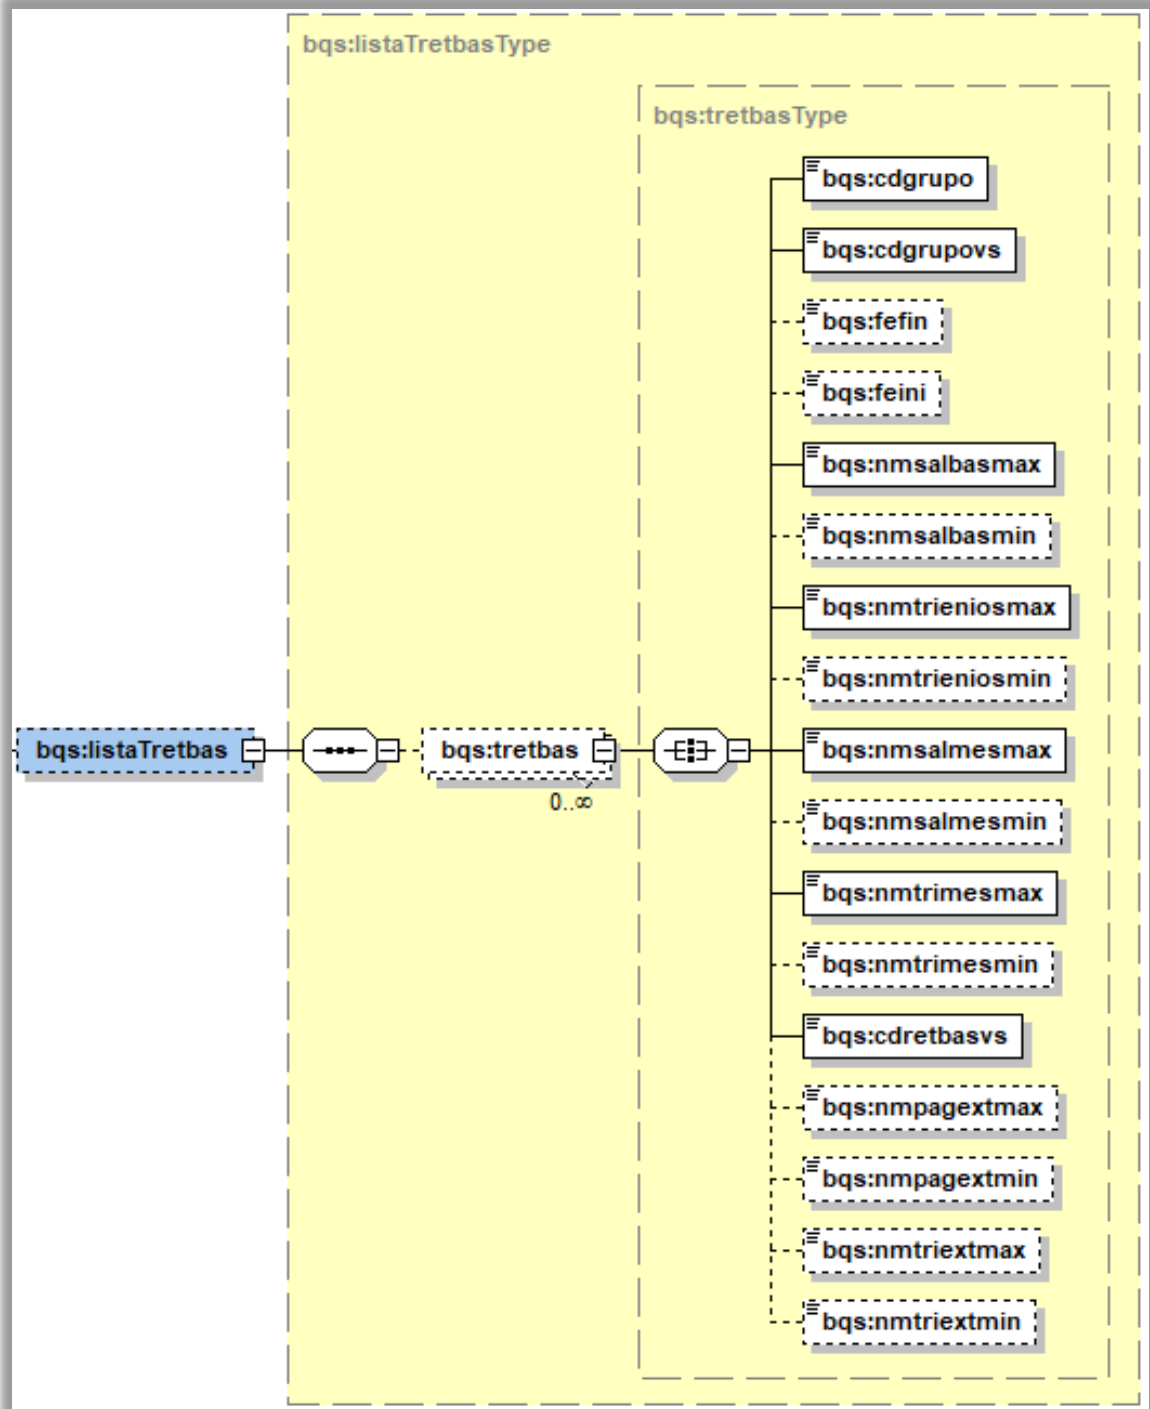 bqs:listaTretbasType
bqs:tretbasType
bqs:cdgrupo
bqs:cdgrupovs
bqs:fefin
bqs:feini
bqs:nmsalbasmax
bqs:nmsalbasmin
bqs:nmtrieniosmax
bqs:nmtrieniosmin
bqs:listaTretbas
bqs:tretbas
0..∞
bqs:nmsalmesmax
bqs:nmsalmesmin
bqs:nmtrimesmax
bqs:nmtrimesmin
bqs:cdretbasvs
bqs:nmpagextmax
bqs:nmpagextmin
bqs:nmtriextmax
bqs:nmtriextmin